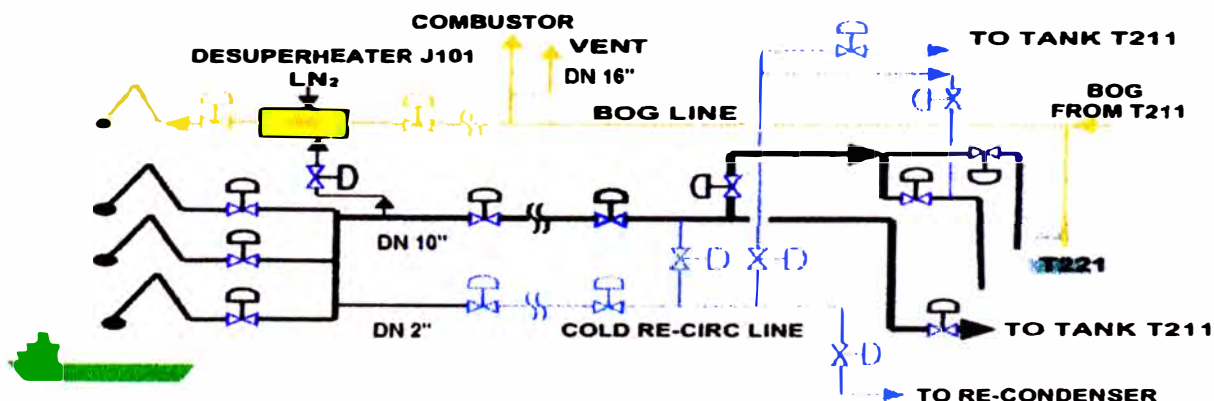 COMBUSTOR
VENT
DN 16"
DESUPERHEATER J101
LN₂
TO TANK T211
BOG
FROM T211
BOG LINE
DN 10"
T221
DN 2"
COLD RE-CIRC LINE
TO TANK T211
TO RE-CONDENSER